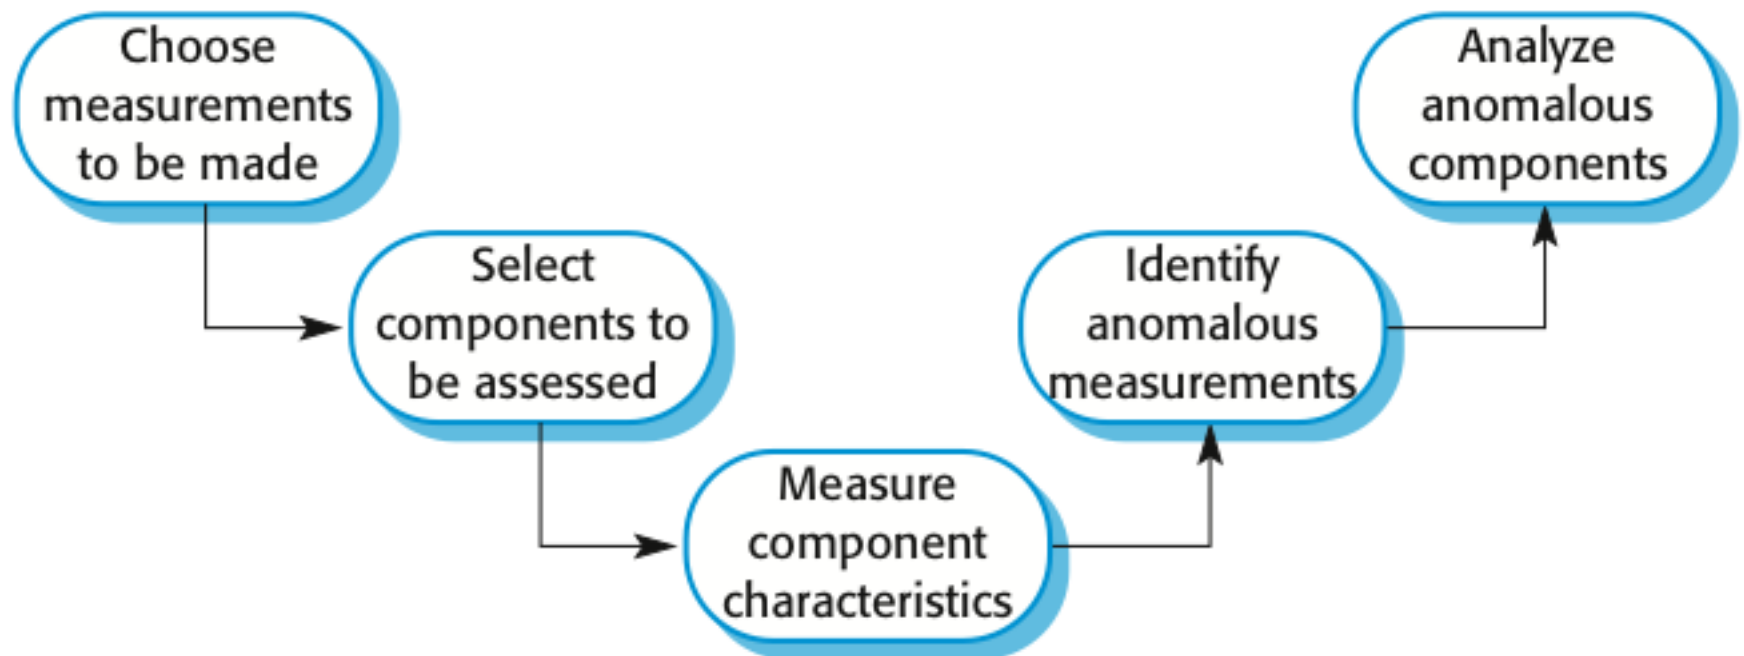 Choose
measurements
to be made
Select
components to
be assessed
Measure
component
characteristics
Identify
anomalous
measurements
Analyze
anomalous
components